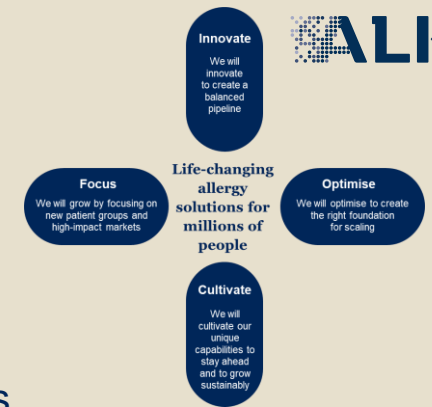 Innovate
We will
innovate
to create a
balanced
pipeline
Focus
We will grow by focusing on
new patient groups and
high-impact markets
Life-changing
allergy
solutions for
millions of
people
Optimise
We will optimise to create
the right foundation
for scaling
Cultivate
We will
cultivate our
unique
capabilities to
stay ahead
and to grow
sustainably